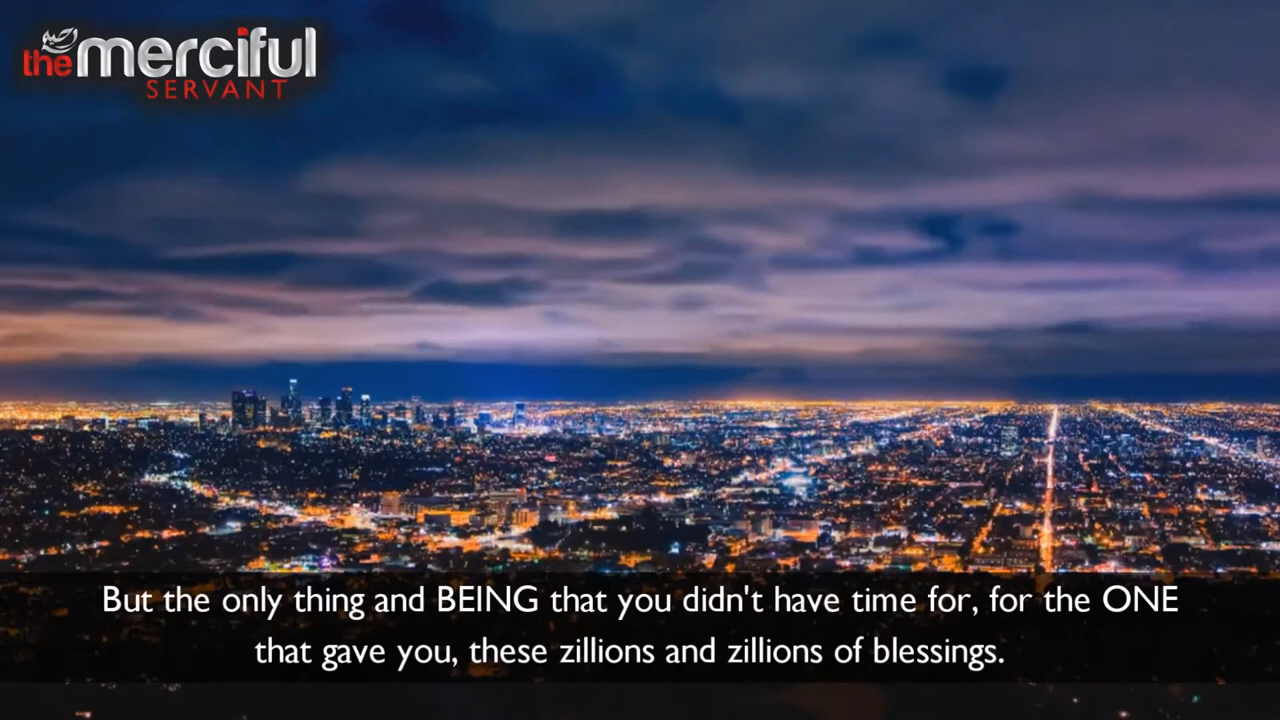 the merciful
SERVANT
But the only thing and BEING that you didn't have time for, for the ONE
that gave you, these zillions and zillions of blessings.